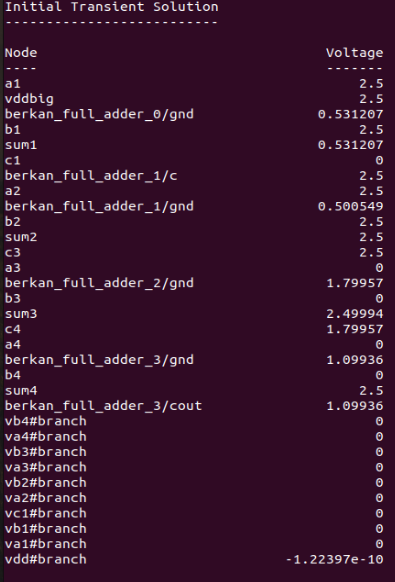 Initial Transient Solution
--------------------------
Node Voltage
---- -------
a1 2.5
vddbig 2.5
berkan_full_adder_0/gnd 0.531207
b1 2.5
sum1 0.531207
c1 0
berkan_full_adder_1/c 2.5
a2 2.5
berkan_full_adder_1/gnd 0.500549
b2 2.5
sum2 2.5
c3 2.5
a3 0
berkan_full_adder_2/gnd 1.79957
b3 0
sum3 2.49994
c4 1.79957
a4 0
berkan_full_adder_3/gnd 1.09936
b4 0
sum4 2.5
berkan_full_adder_3/cout 1.09936
vb4#branch 0
va4#branch 0
vb3#branch 0
va3#branch 0
vb2#branch 0
va2#branch 0
vc1#branch 0
vb1#branch 0
va1#branch 0
vdd#branch -1.22397e-10